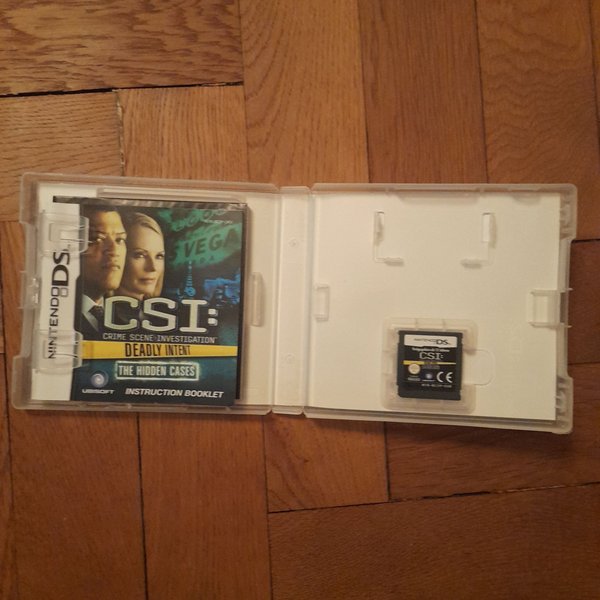 NINTENDO DS
VEGA
CSI:
CRIME SCENE INVESTIGATION
DEADLY INTENT
THE HIDDEN CASES
UBISOFT
INSTRUCTION BOOKLET
NINTENDO DS
CSI:
CE